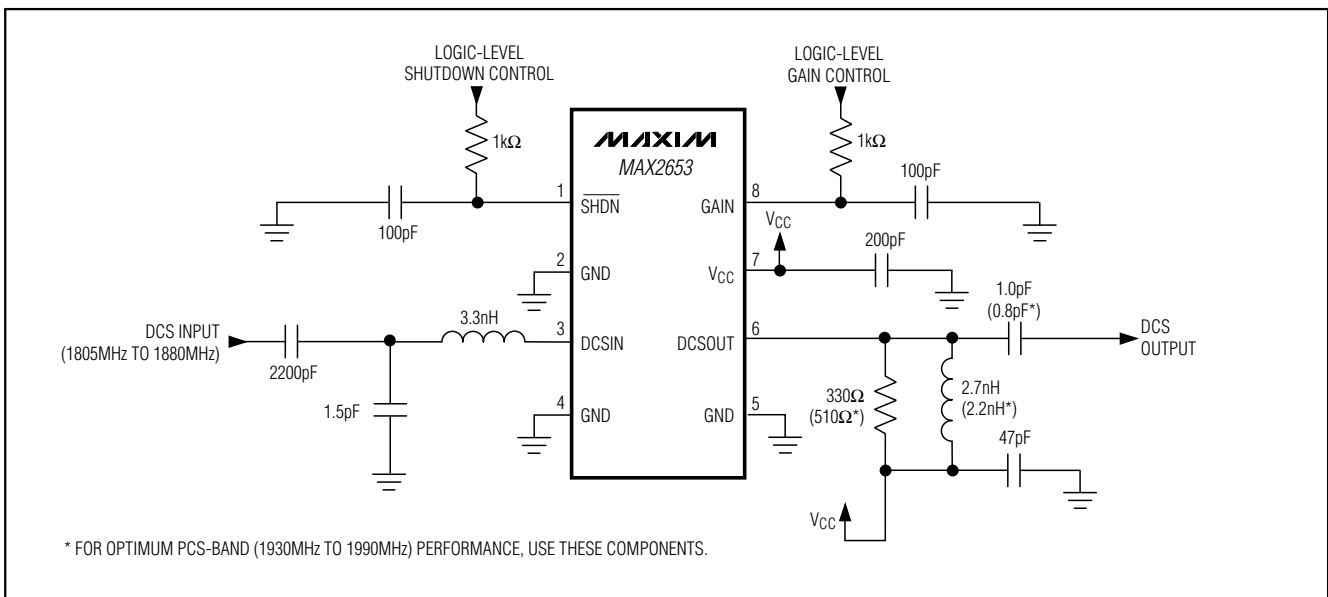 LOGIC-LEVEL
SHUTDOWN CONTROL
LOGIC-LEVEL
GAIN CONTROL
1kΩ
MAXIM
MAX2653
1kΩ
100pF
1
SHDN
GAIN
8
100pF
VCC
200pF
2
GND
VCC
7
1.0pF
(0.8pF*)
DCS INPUT
(1805MHz TO 1880MHz)
2200pF
3.3nH
3
DCSIN
DCSOUT
6
DCS
OUTPUT
1.5pF
4
GND
GND
5
330Ω
(510Ω*)
2.7nH
(2.2nH*)
47pF
VCC
* FOR OPTIMUM PCS-BAND (1930MHz TO 1990MHz) PERFORMANCE, USE THESE COMPONENTS.